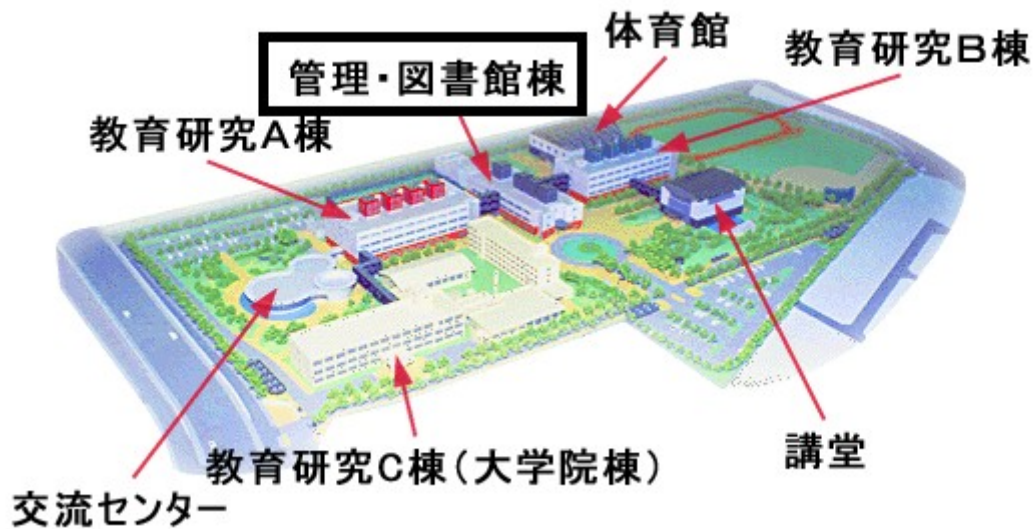 体育館
教育研究B棟
管理・図書館棟
教育研究A棟
講堂
教育研究C棟(大学院棟)
交流センター